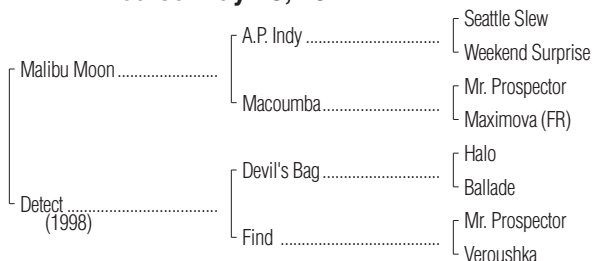 Seattle Slew
A.P. Indy
Weekend Surprise
Malibu Moon
Mr. Prospector
Macoumba
Maximova (FR)
Halo
Devil's Bag
Ballade
Detect
(1998)
Mr. Prospector
Find
Veroushka